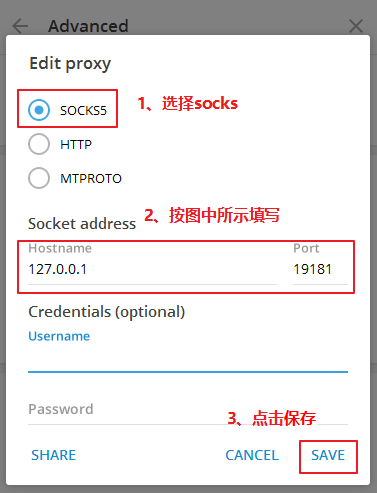 Advanced
Edit proxy
SOCKS5
1、选择socks
HTTP
MTPROTO
2、按图中所示填写
Socket address
Hostname Port
127.0.0.1 19181
Credentials (optional)
Username
Password
3、点击保存
SHARE CANCEL SAVE